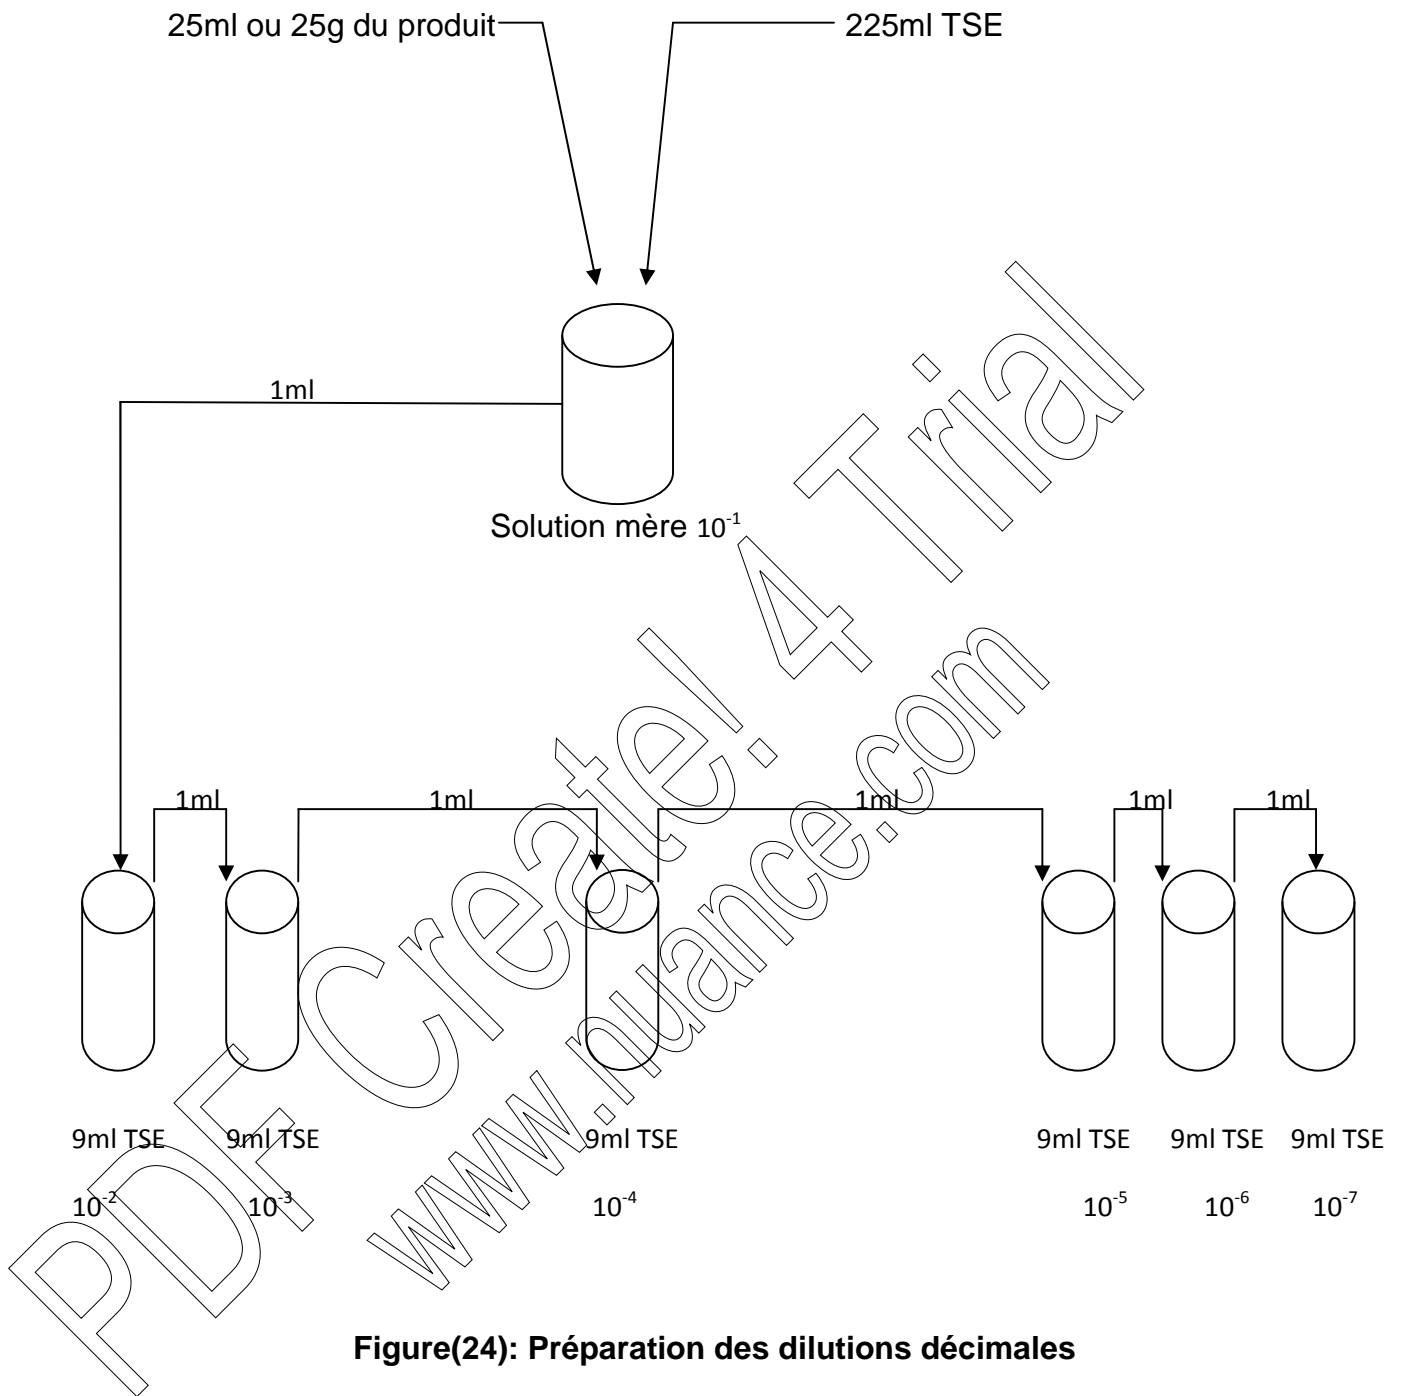 25ml ou 25g du produit 225ml TSE
1ml
Solution mère 10⁻¹
1ml 1ml 1ml 1ml 1ml
9ml TSE 9ml TSE 9ml TSE 9ml TSE 9ml TSE 9ml TSE
10⁻² 10⁻³ 10⁻⁴ 10⁻⁵ 10⁻⁶ 10⁻⁷
Figure(24): Préparation des dilutions décimales
PDF Create! 4 Trial
www.nuance.com